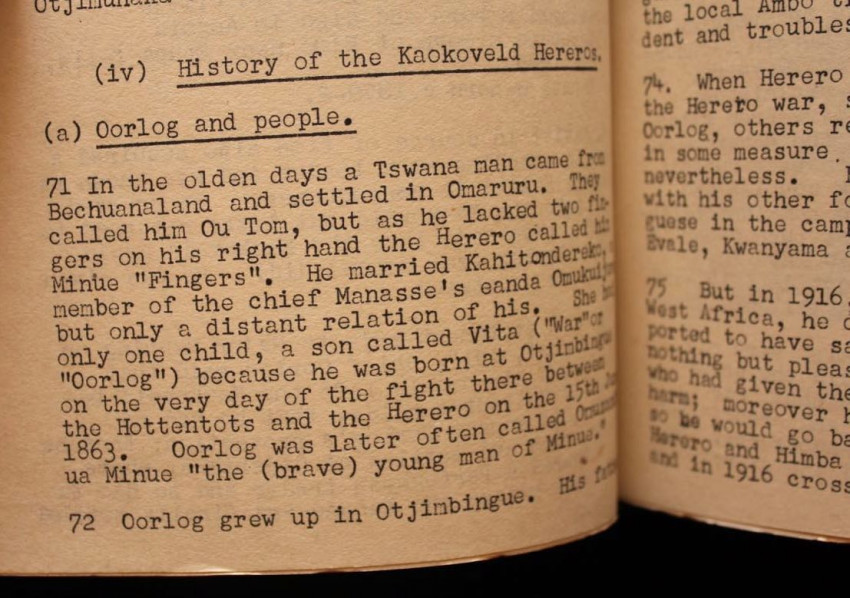 (iv) History of the Kaokoveld Hereros.
(a) Oorlog and people.
71 In the olden days a Tswana man came from
Bechuanaland and settled in Omaruru. They
called him Ou Tom, but as he lacked two fin-
gers on his right hand the Herero called him
Minue "Fingers". He married Kahitondereko, a
member of the chief Manasse's eanda
but only a distant relation of his. She
only one child, a son called Vita ("War" or
"Oorlog") because he was born at Otjimbingue
on the very day of the fight there between
the Hottentots and the Herero on the 15th
1863. Oorlog was later often called
ua Minue "the (brave) young man of Minue."
72 Oorlog grew up in Otjimbingue. His
the local Ambo
dent and troubles
74. When Herero
the Herero war,
Oorlog, others
in some measure
nevertheless.
with his other
guese in the
Evale, Kwanyama
75 But in 1916,
West Africa, he
ported to have
nothing but
who had given the
harm; moreover
so he would go
Herero and Himba
and in 1916